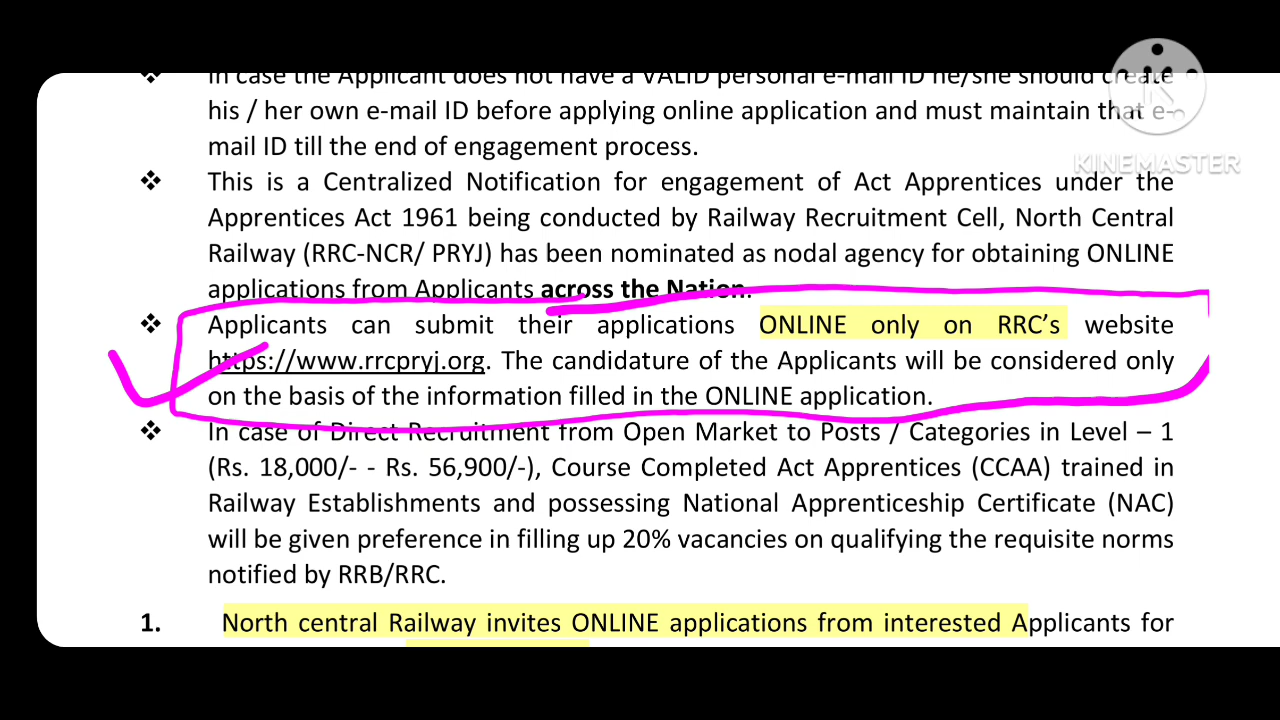 In case the Applicant does not have a VALID personal e-mail ID he/she should create
his / her own e-mail ID before applying online application and must maintain that e-
mail ID till the end of engagement process.
KINEMASTER
❖ This is a Centralized Notification for engagement of Act Apprentices under the
Apprentices Act 1961 being conducted by Railway Recruitment Cell, North Central
Railway (RRC-NCR/ PRYJ) has been nominated as nodal agency for obtaining ONLINE
applications from Applicants across the Nation.
❖ Applicants can submit their applications ONLINE only on RRC’s website
https://www.rrcpryj.org. The candidature of the Applicants will be considered only
on the basis of the information filled in the ONLINE application.
❖ In case of Direct Recruitment from Open Market to Posts / Categories in Level – 1
(Rs. 18,000/- - Rs. 56,900/-), Course Completed Act Apprentices (CCAA) trained in
Railway Establishments and possessing National Apprenticeship Certificate (NAC)
will be given preference in filling up 20% vacancies on qualifying the requisite norms
notified by RRB/RRC.
1. North central Railway invites ONLINE applications from interested Applicants for